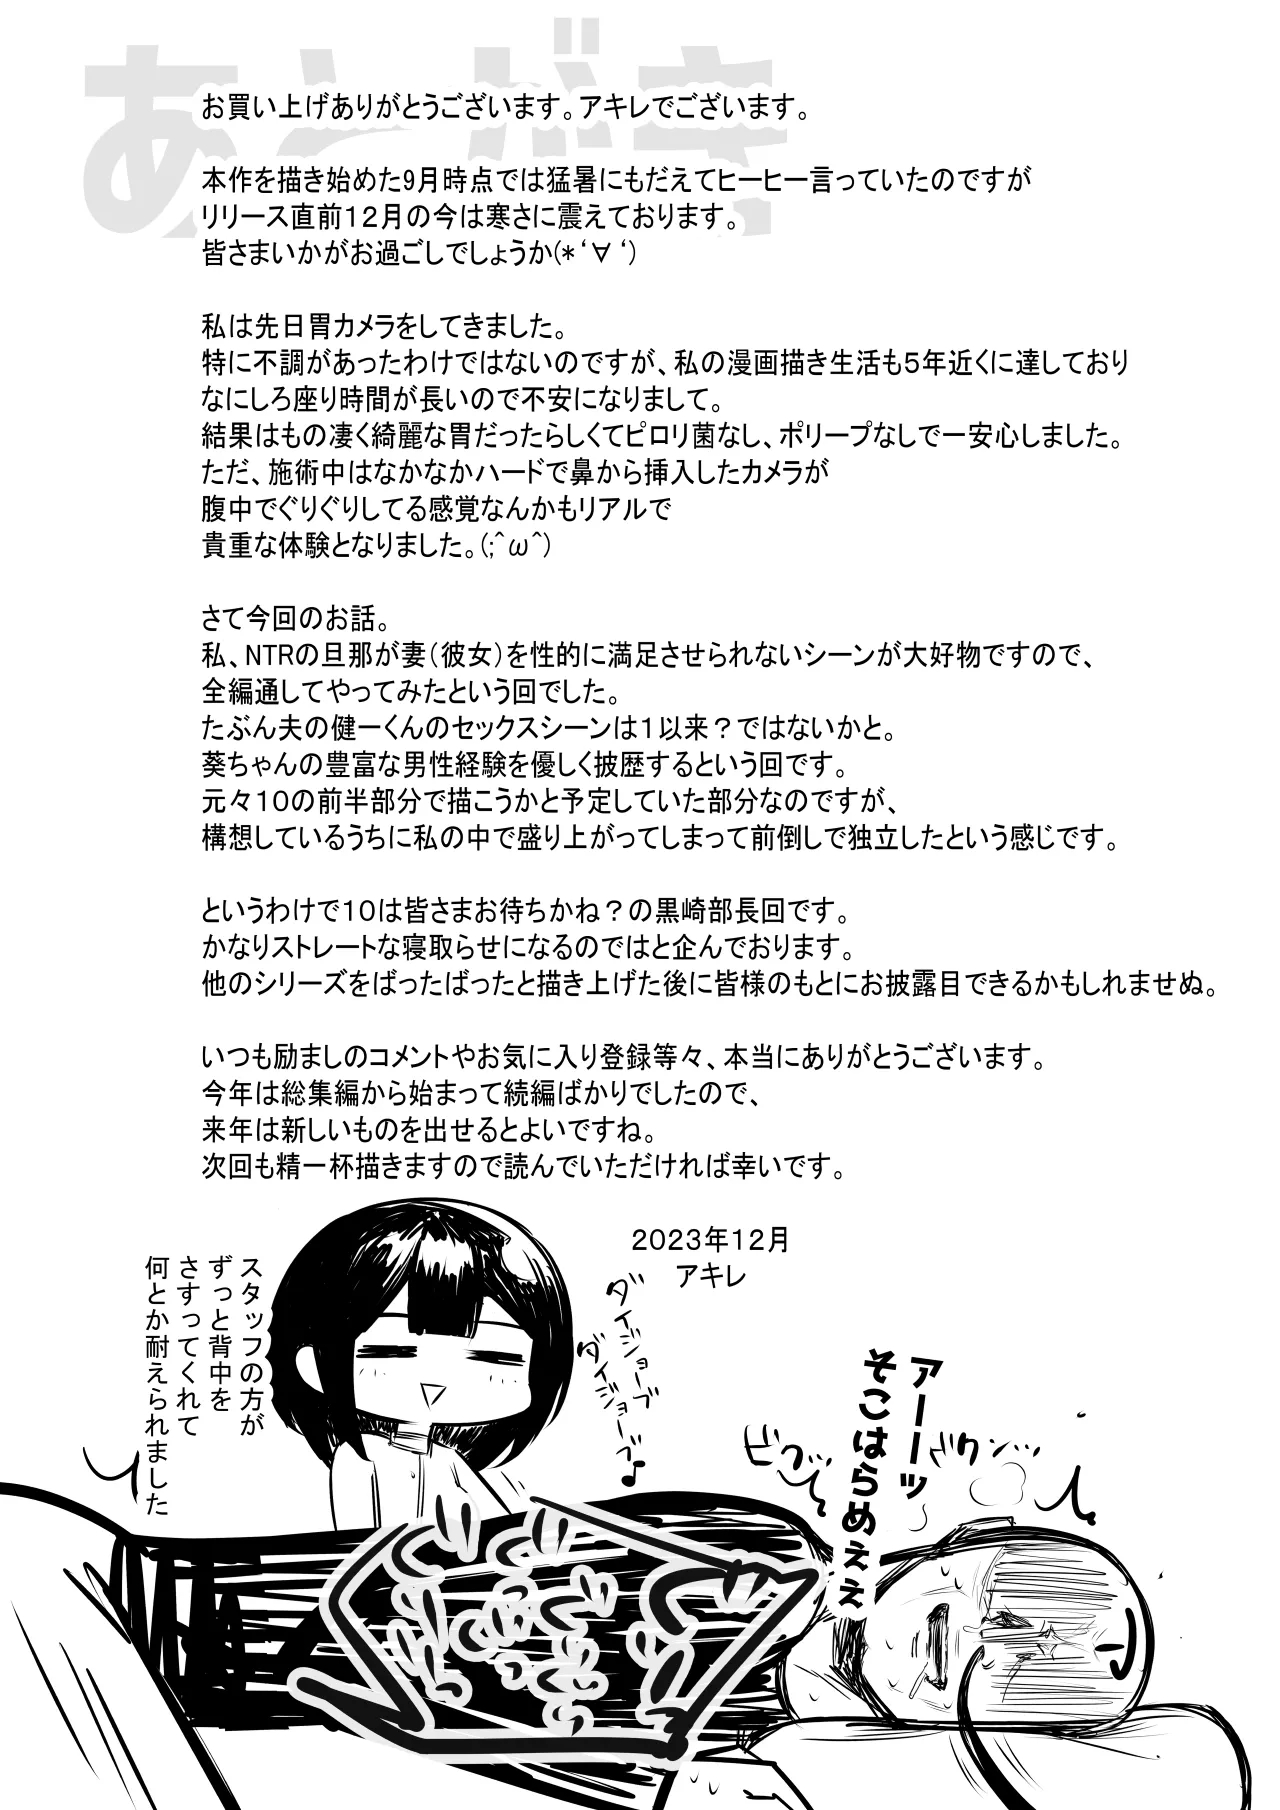 あとがき
お買い上げありがとうございます。アキレでございます。
本作を描き始めた9月時点では猛暑にもだえてヒーヒー言っていたのですが
リリース直前12月の今は寒さに震えております。
皆さまいかがお過ごしでしょうか(*‘∀‘)
私は先日胃カメラをしてきました。
特に不調があったわけではないのですが、私の漫画描き生活も5年近くに達しており
なにしろ座り時間が長いので不安になりまして。
結果はもの凄く綺麗な胃だったらしくてピロリ菌なし、ポリープなしで一安心しました。
ただ、施術中はなかなかハードで鼻から挿入したカメラが
腹中でぐりぐりしてる感覚なんかもリアルで
貴重な体験となりました。(;^ω^)
さて今回のお話。
私、NTRの旦那が妻（彼女）を性的に満足させられないシーンが大好物ですので、
全編通してやってみたという回でした。
たぶん夫の健一くんのセックスシーンは1以来？ではないかと。
葵ちゃんの豊富な男性経験を優しく披歴するという回です。
元々10の前半部分で描こうかと予定していた部分なのですが、
構想しているうちに私の中で盛り上がってしまって前倒しで独立したという感じです。
というわけで10は皆さまお待ちかね？の黒崎部長回です。
かなりストレートな寝取らせになるのではと企んでおります。
他のシリーズをばったばったと描き上げた後に皆様のもとにお披露目できるかもしれませぬ。
いつも励ましのコメントやお気に入り登録等々、本当にありがとうございます。
今年は総集編から始まって続編ばかりでしたので、
来年は新しいものを出せるとよいですね。
次回も精一杯描きますので読んでいただければ幸いです。
2023年12月
アキレ
スタッフの方が
ずっと背中を
さすってくれて
何とか耐えられました
ダイジョーブ
ダイジョーブ♪
アーーッ
そこはらめぇぇ
ビクッ
ドクン…